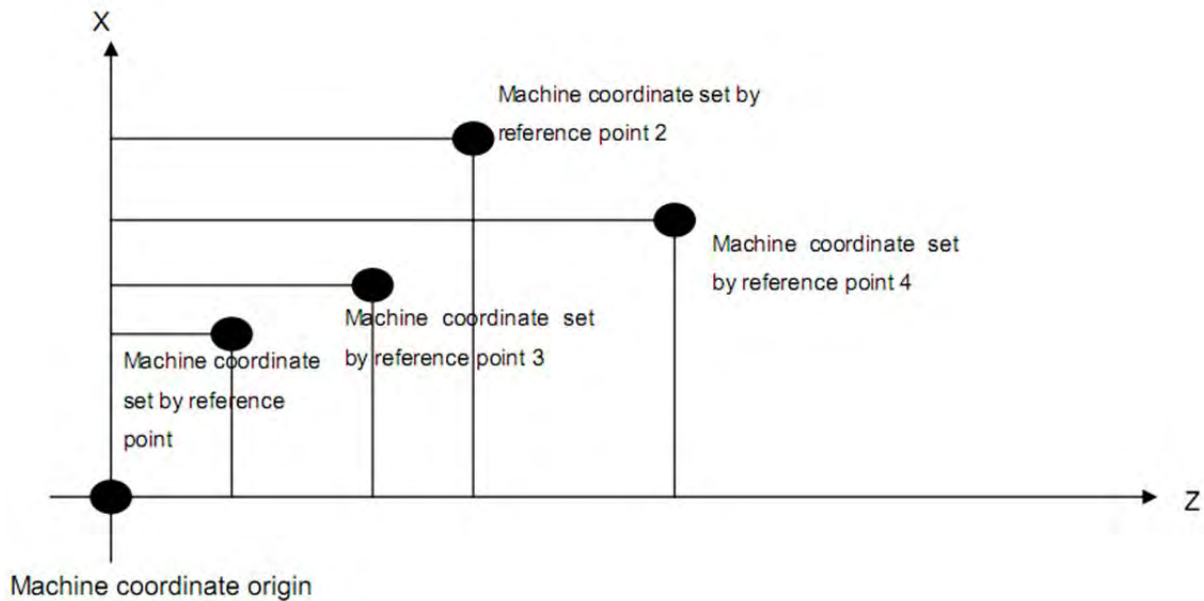 X
Machine coordinate set by
reference point 2
Machine coordinate set
by reference point 4
Machine coordinate set
by reference point 3
Machine coordinate
set by reference
point
Z
Machine coordinate origin